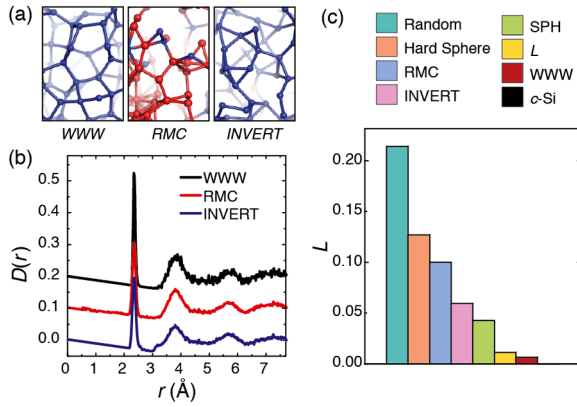 (a)
WWW RMC INVERT
(b)
WWW
RMC
INVERT
D(r)
0.5
0.4
0.3
0.2
0.1
0.0
0 1 2 3 4 5 6 7
r (Å)
(c)
Random
Hard Sphere
RMC
INVERT
SPH
L
WWW
c-Si
L
0.20
0.15
0.10
0.05
0.00